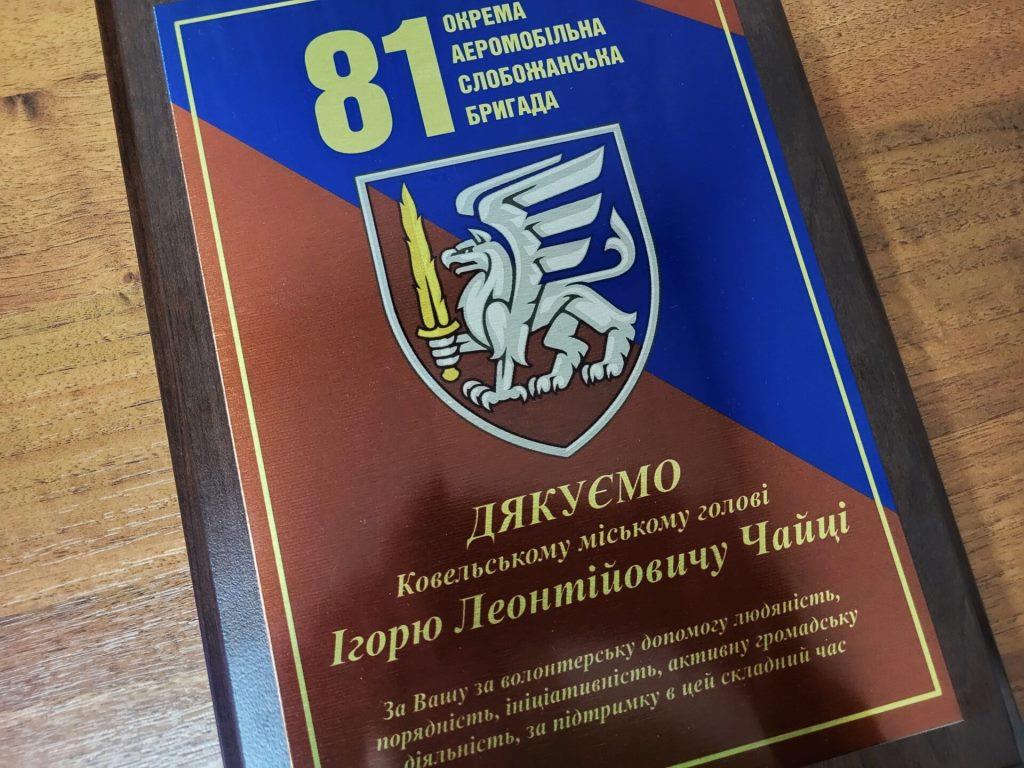 81
ОКРЕМА
АЕРОМОБІЛЬНА
СЛОБОЖАНСЬКА
БРИГАДА
ДЯКУЄМО
Ковельському міському голові
Ігорю Леонтійовичу Чайці
За Вашу за волонтерську допомогу людяність,
порядність, ініціативність, активну громадську
діяльність, за підтримку в цей складний час